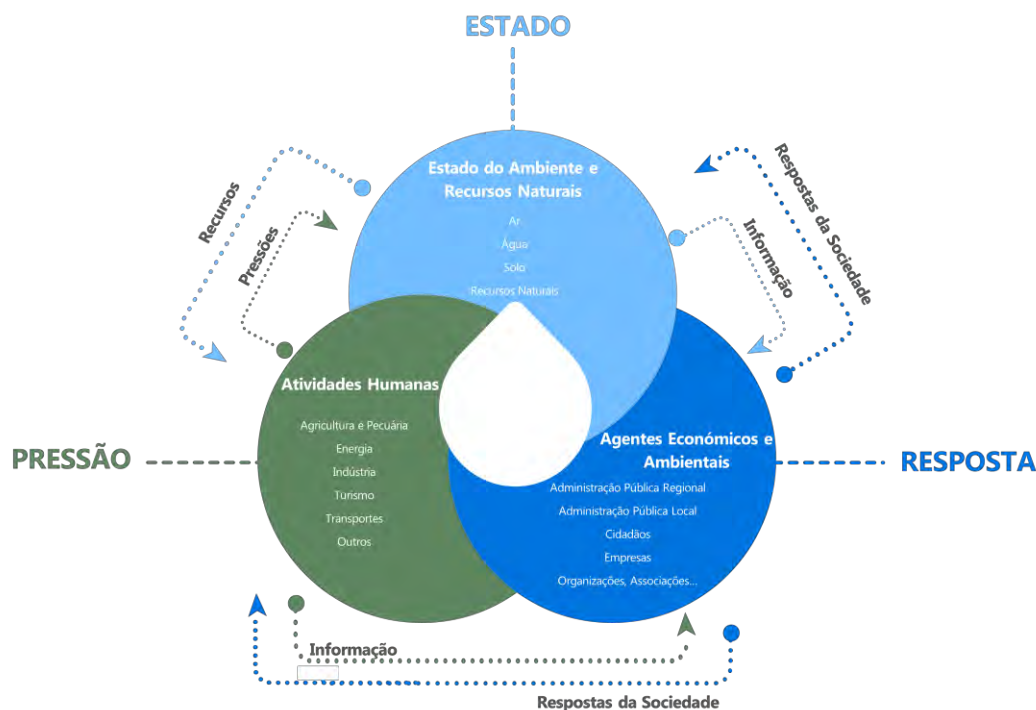 ESTADO
Estado do Ambiente e
Recursos Naturais
Ar
Água
Solo
Recursos Naturais
Recursos
Pressões
Informação
Respostas da Sociedade
Atividades Humanas
Agricultura e Pecuária
Energia
Indústria
Turismo
Transportes
Outros
PRESSÃO
Agentes Económicos e
Ambientais
Administração Pública Regional
Administração Pública Local
Cidadãos
Empresas
Organizações, Associações...
RESPOSTA
Informação
Respostas da Sociedade